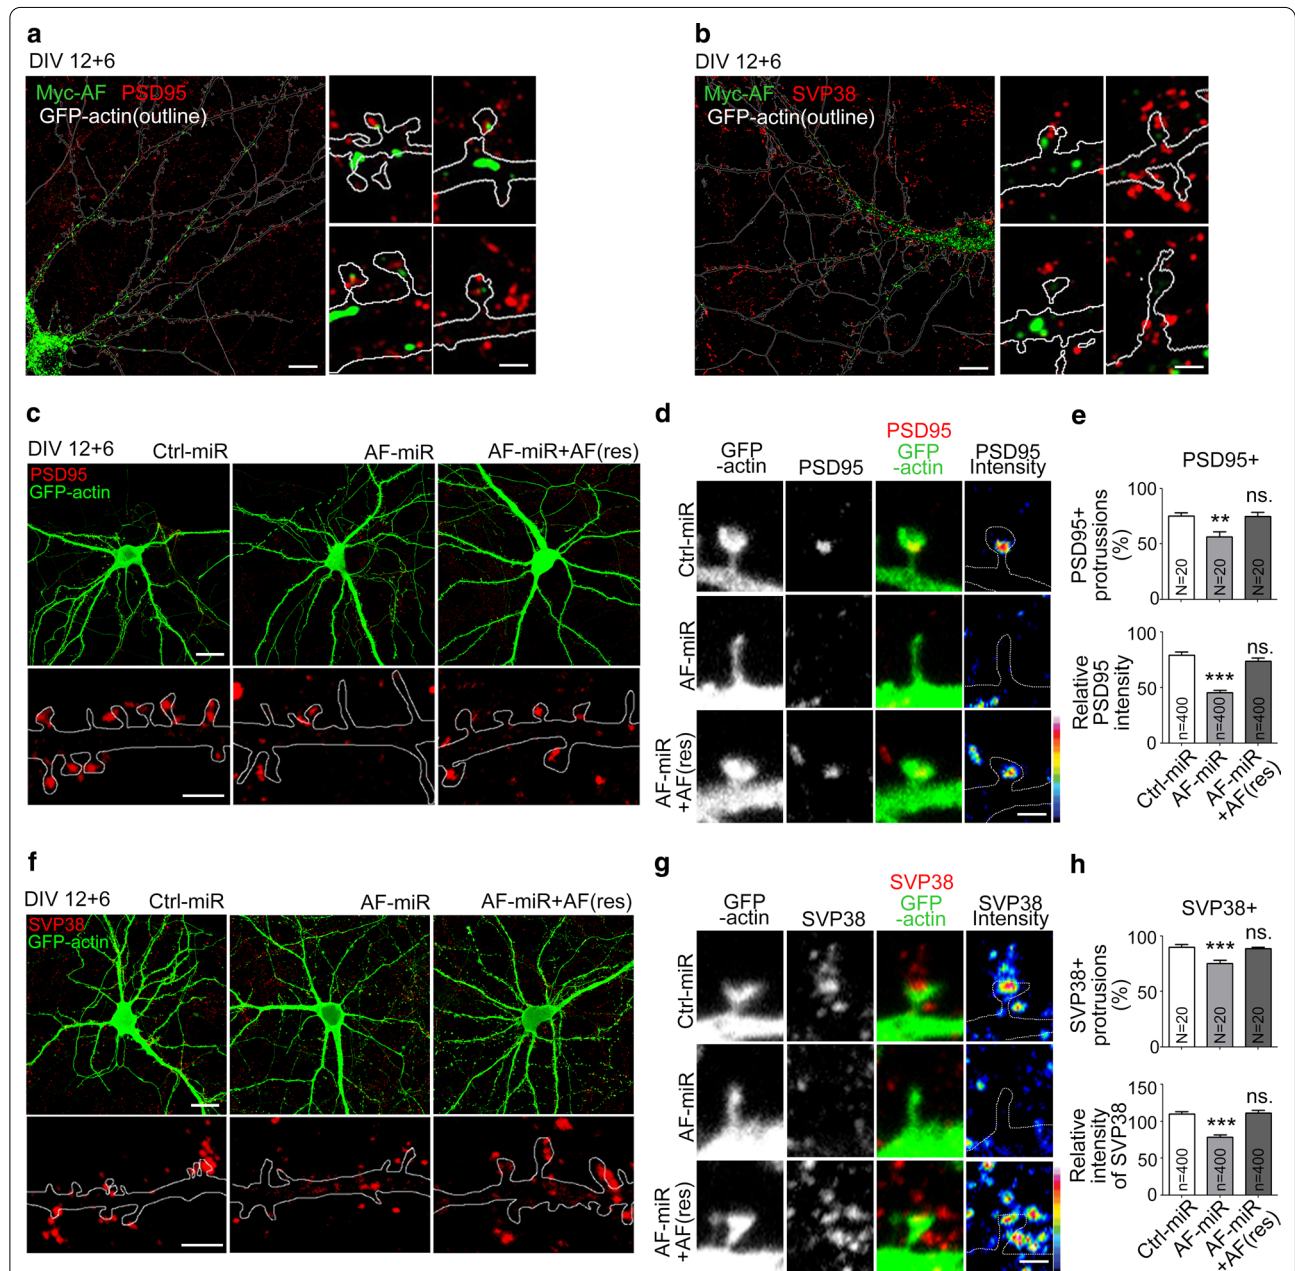 a
DIV 12+6
Myc-AF PSD95
GFP-actin(outline)
b
DIV 12+6
Myc-AF SVP38
GFP-actin(outline)
c
DIV 12+6
Ctrl-miR
AF-miR
AF-miR+AF(res)
PSD95
GFP-actin
d
GFP
-actin
PSD95
PSD95
GFP
-actin
PSD95
Intensity
Ctrl-miR
AF-miR
AF-miR
+AF(res)
e
PSD95+
PSD95+
protrussions
(%)
100
50
0
**
ns.
N=20
N=20
N=20
Relative
PSD95
intensity
100
50
0
***
ns.
n=400
n=400
n=400
Ctrl-miR
AF-miR
AF-miR
+AF(res)
f
DIV 12+6
Ctrl-miR
AF-miR
AF-miR+AF(res)
SVP38
GFP-actin
g
GFP
-actin
SVP38
SVP38
GFP
-actin
SVP38
Intensity
Ctrl-miR
AF-miR
AF-miR
+AF(res)
h
SVP38+
SVP38+
protrusions
(%)
100
50
0
***
ns.
N=20
N=20
N=20
Relative
intensity
of SVP38
150
100
50
0
***
ns.
n=400
n=400
n=400
Ctrl-miR
AF-miR
AF-miR
+AF(res)